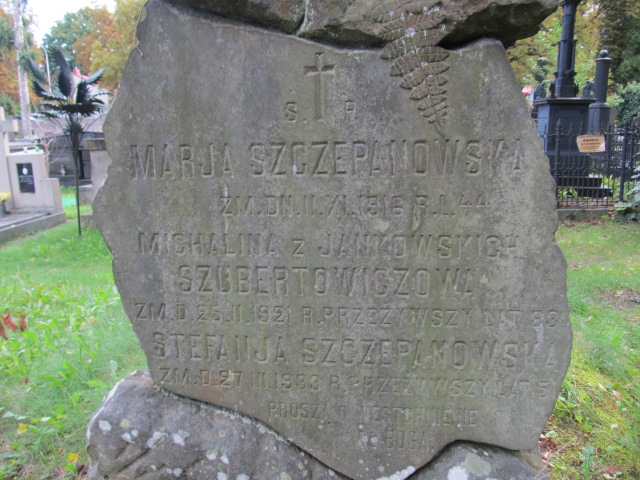 S. P.
MARJA SZCZEPANOWSKA
ZM. DN. 11. XI. 1916 R. L. 44
MICHALINA z JANKOWSKICH
SZUBERTOWICZOWA
ZM. D. 25. II. 1921 R. PRZEŻYWSZY LAT 83
STEFANJA SZCZEPANOWSKA
ZM. D. 27 III. 1933 R. PRZEŻYWSZY LAT
PROSZĄ O WESTCHNIENIE
DO BOGA